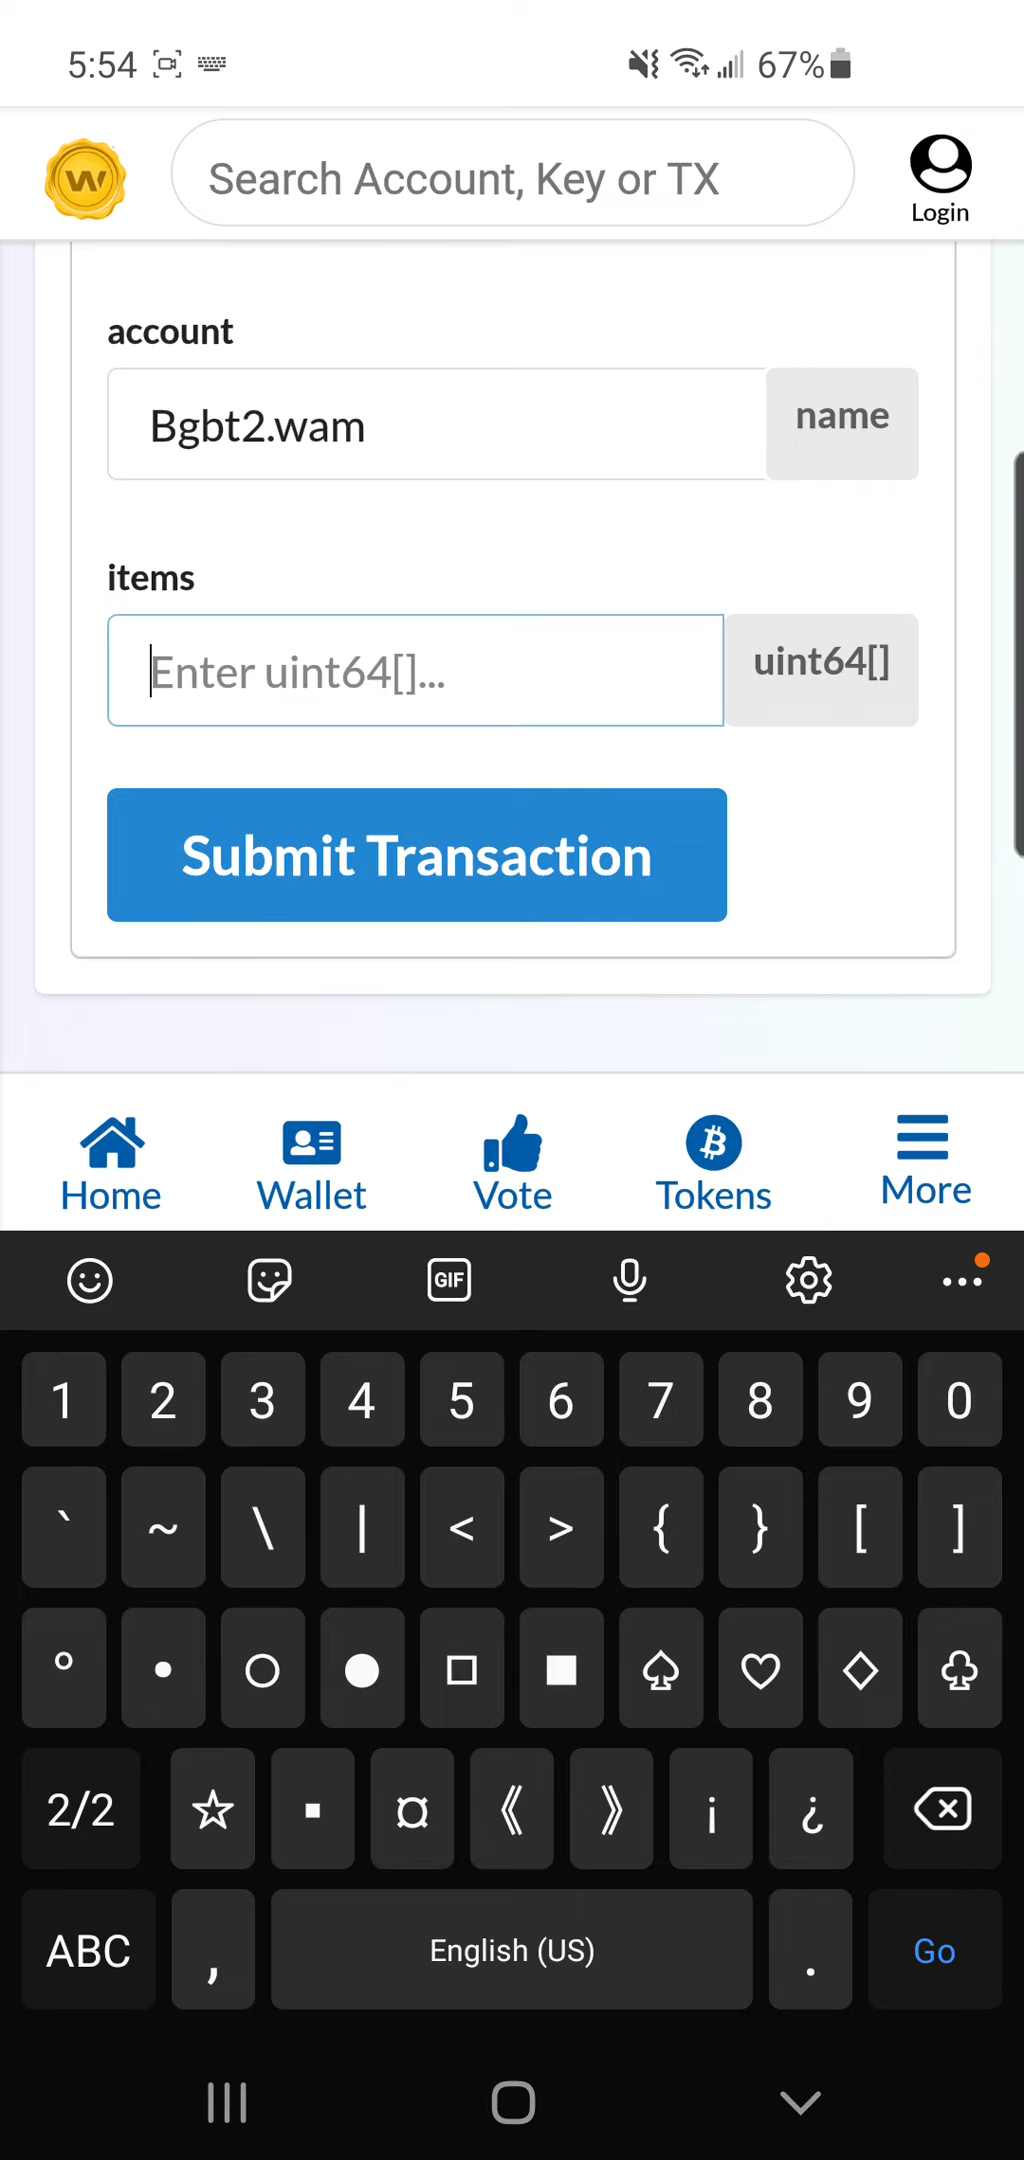 5:54
67%
Search Account, Key or TX
Login
account
Bgbt2.wam
name
items
Enter uint64[]...
uint64[]
Submit Transaction
Home
Wallet
Vote
Tokens
More
GIF
1 2 3 4 5 6 7 8 9 0
` ~ \ | < > { } [ ]
° • ○ ● □ ■ ♤ ♡ ◇ ♧
2/2 ☆ ▪ ¤ 《 》 ¡ ¿
ABC , English (US) . Go